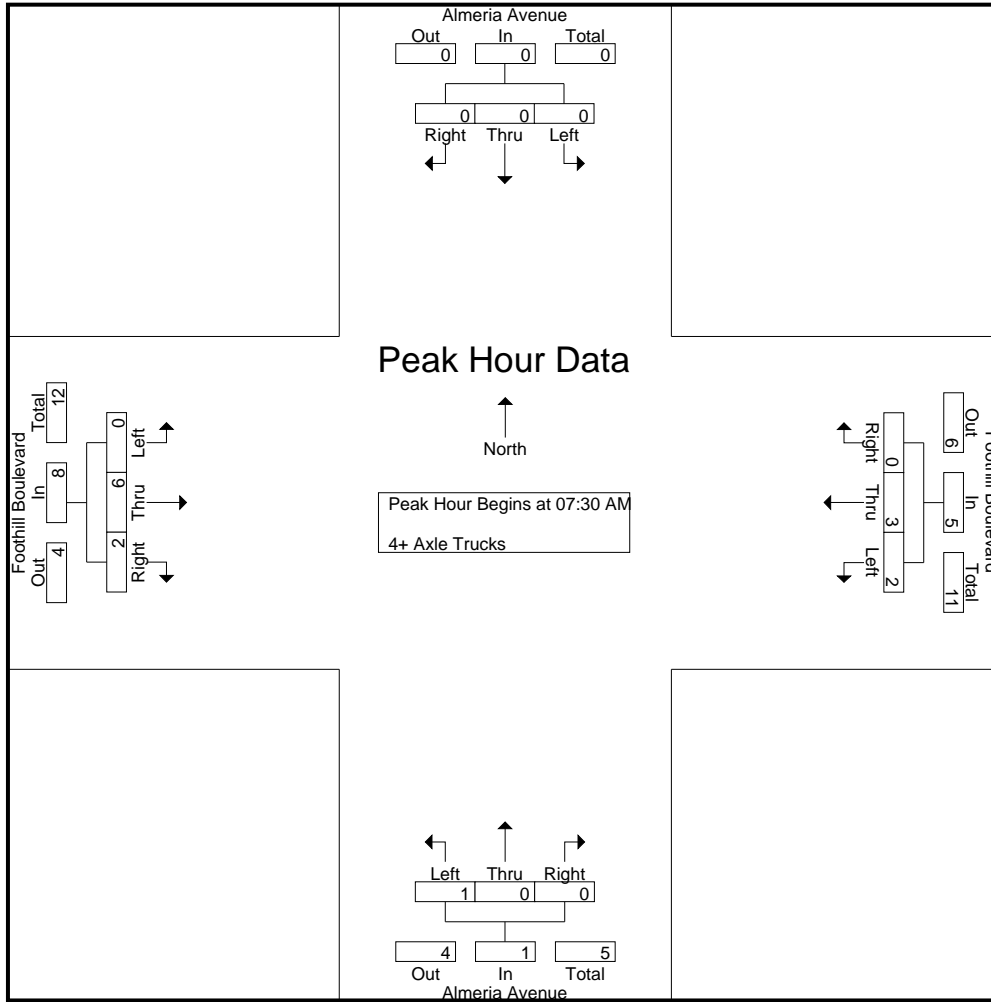 Almeria Avenue
Out In Total
0 0 0
0 0 0
Right Thru Left
Peak Hour Data
North
Peak Hour Begins at 07:30 AM
4+ Axle Trucks
Foothill Boulevard
Total In Out
12 8 4
0 6 2
Left Thru Right
Right Thru Left
0 3 2
Out In Total
6 5 11
Foothill Boulevard
Left Thru Right
1 0 0
4 1 5
Out In Total
Almeria Avenue